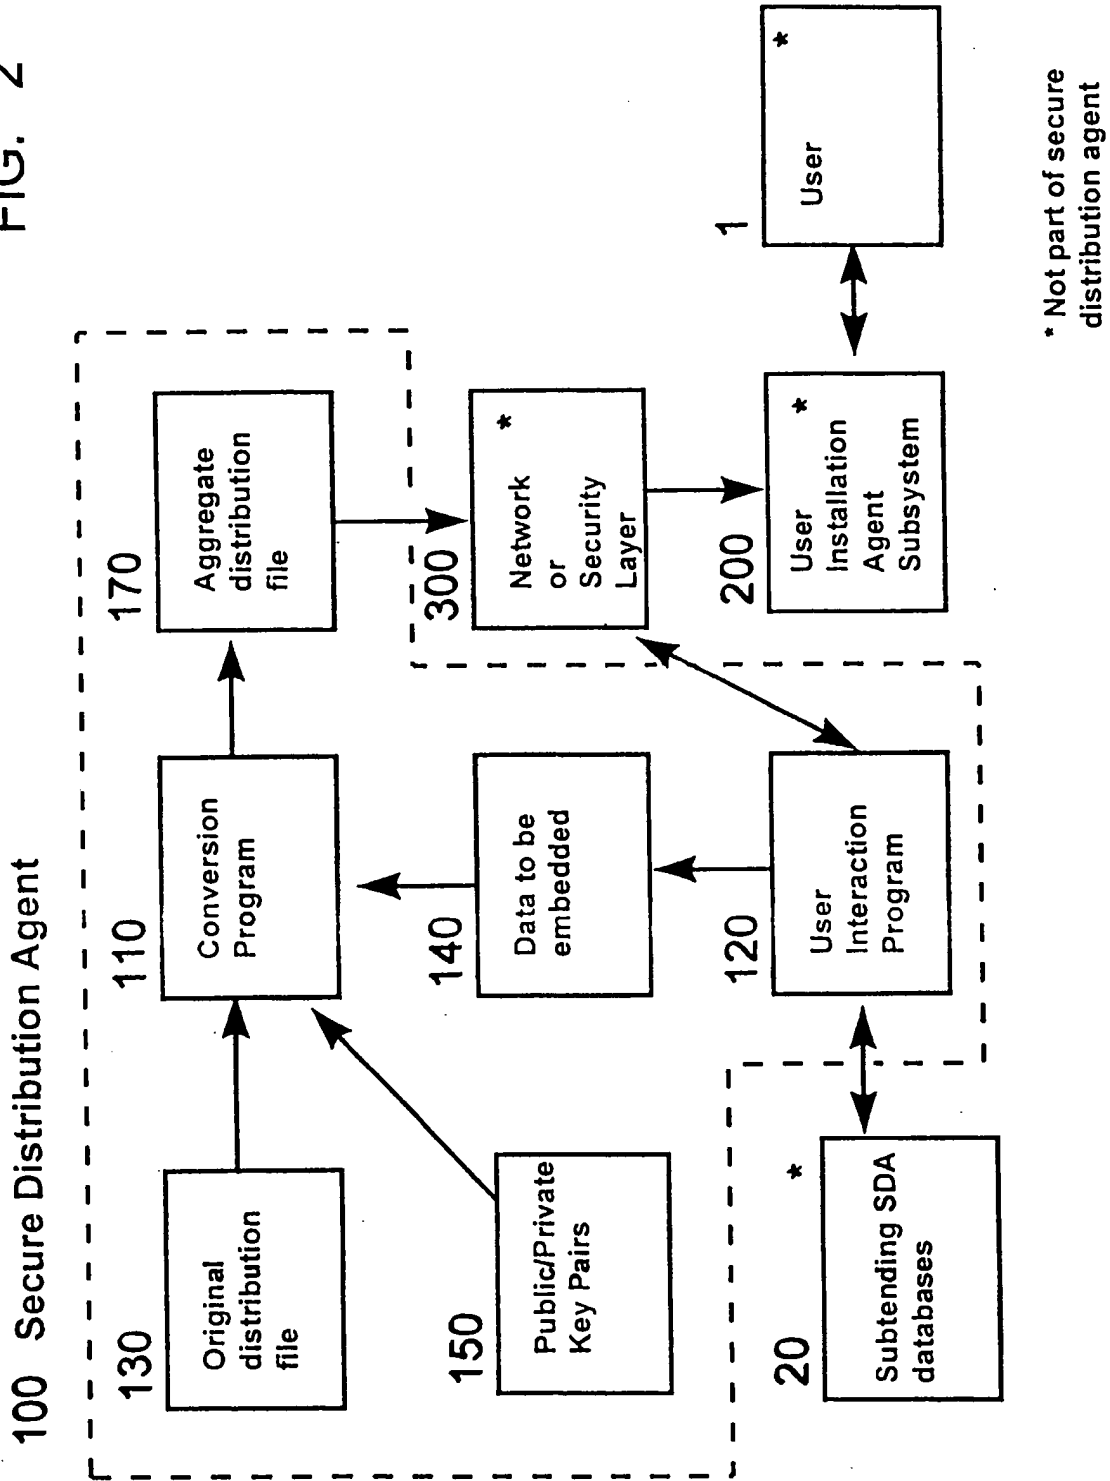 FIG. 2
100 Secure Distribution Agent
130
Original
distribution
file
110
Conversion
Program
170
Aggregate
distribution
file
150
Public/Private
Key Pairs
140
Data to be
embedded
300
Network *
or
Security
Layer
20 *
Subtending SDA
databases
120
User
Interaction
Program
200
User *
Installation
Agent
Subsystem
1
User *
* Not part of secure
distribution agent